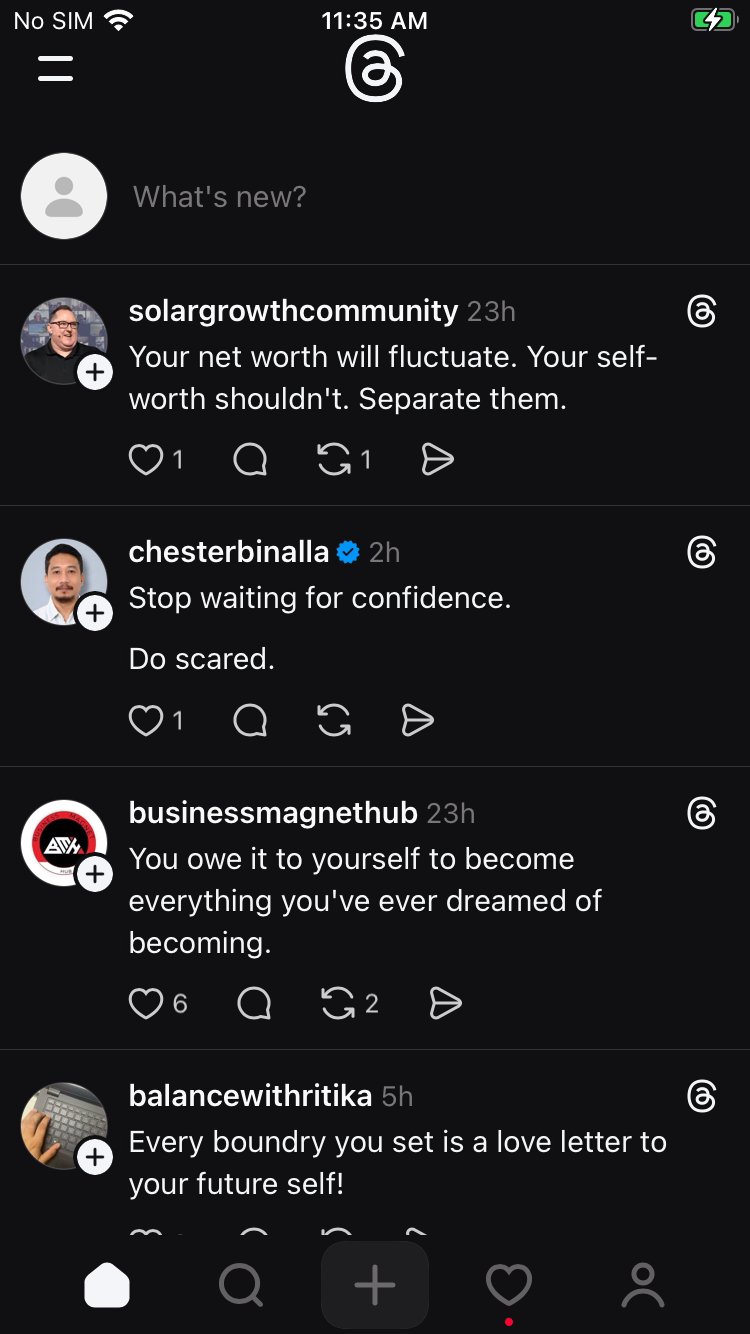 No SIM 11:35 AM
What's new?
solargrowthcommunity 23h
Your net worth will fluctuate. Your self-
worth shouldn't. Separate them.
1 1
chesterbinalla 2h
Stop waiting for confidence.
Do scared.
1
businessmagnethub 23h
You owe it to yourself to become
everything you've ever dreamed of
becoming.
6 2
balancewithritika 5h
Every boundry you set is a love letter to
your future self!